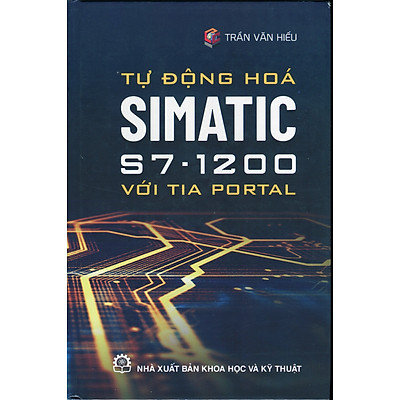 TRẦN VĂN HIẾU
TỰ ĐỘNG HOÁ
SIMATIC
S7-1200
VỚI TIA PORTAL
NHÀ XUẤT BẢN KHOA HỌC VÀ KỸ THUẬT